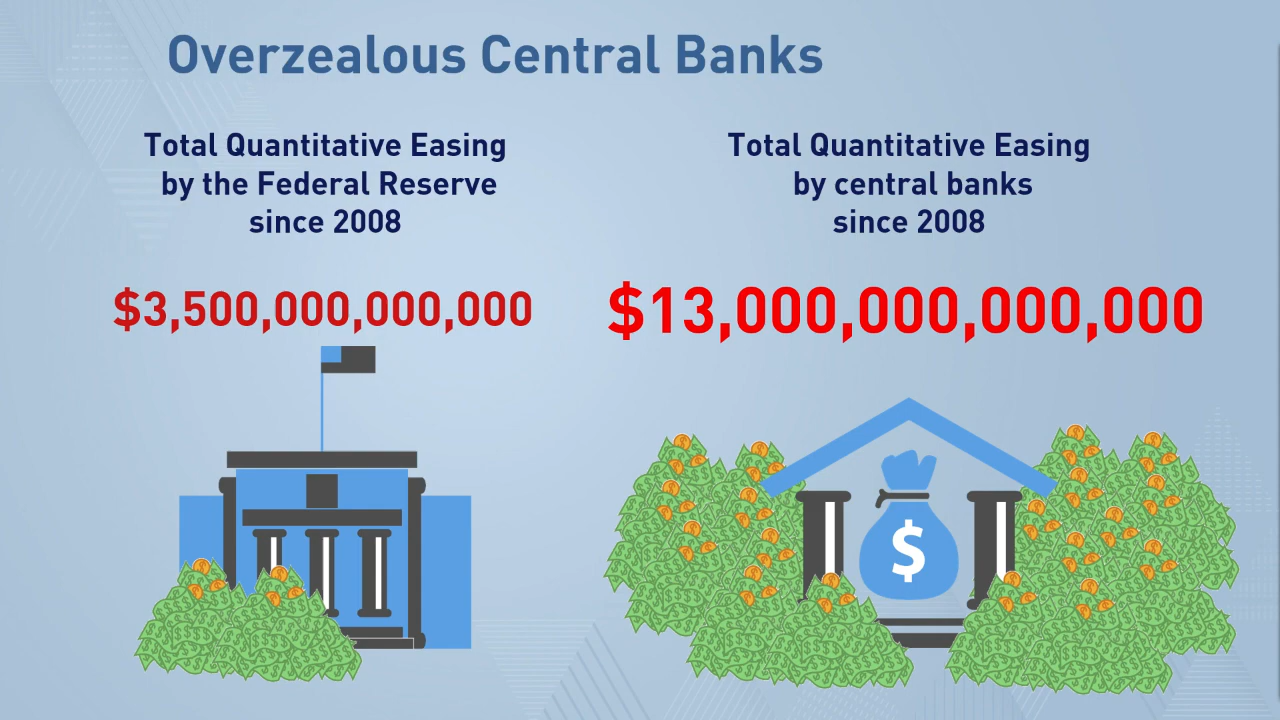 Overzealous Central Banks
Total Quantitative Easing
by the Federal Reserve
since 2008
$3,500,000,000,000
Total Quantitative Easing
by central banks
since 2008
$13,000,000,000,000
$